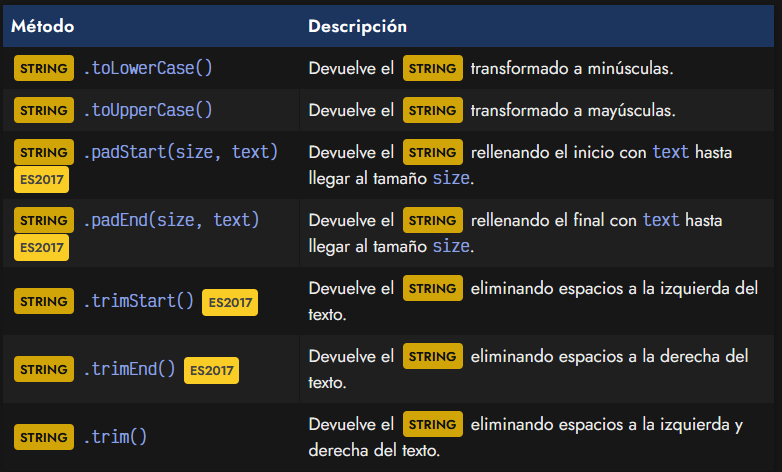 Método Descripción
STRING .toLowerCase() Devuelve el STRING transformado a minúsculas.
STRING .toUpperCase() Devuelve el STRING transformado a mayúsculas.
STRING .padStart(size, text) Devuelve el STRING rellenando el inicio con text hasta
ES2017 llegar al tamaño size.
STRING .padEnd(size, text) Devuelve el STRING rellenando el final con text hasta
ES2017 llegar al tamaño size.
STRING .trimStart() ES2017 Devuelve el STRING eliminando espacios a la izquierda del
texto.
STRING .trimEnd() ES2017 Devuelve el STRING eliminando espacios a la derecha del
texto.
STRING .trim() Devuelve el STRING eliminando espacios a la izquierda y
derecha del texto.